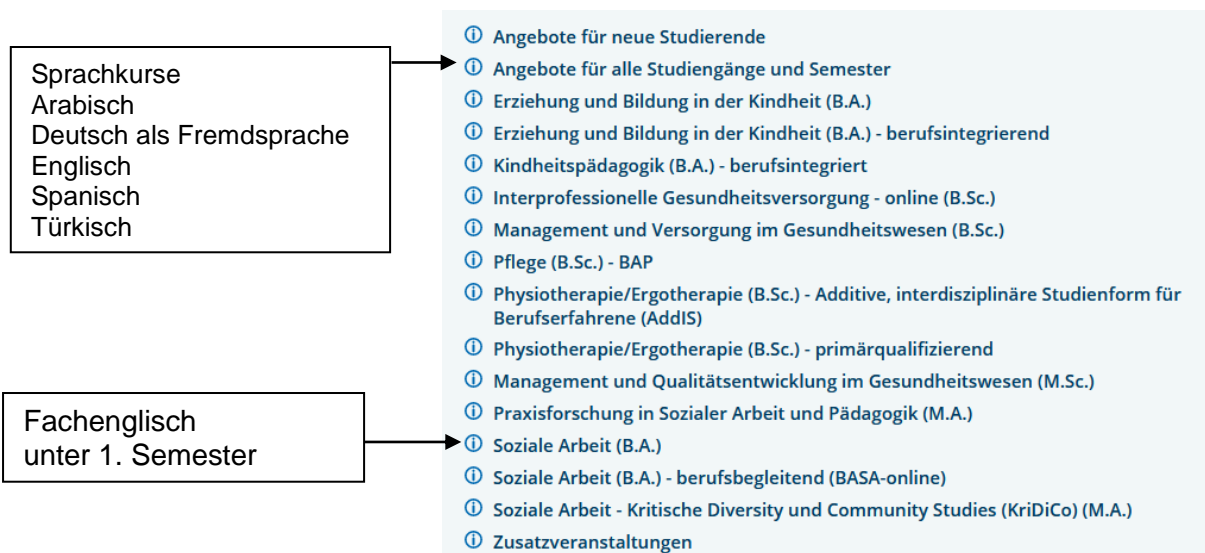 Sprachkurse
Arabisch
Deutsch als Fremdsprache
Englisch
Spanisch
Türkisch
Fachenglisch
unter 1. Semester
Angebote für neue Studierende
Angebote für alle Studiengänge und Semester
Erziehung und Bildung in der Kindheit (B.A.)
Erziehung und Bildung in der Kindheit (B.A.) - berufsintegrierend
Kindheitspädagogik (B.A.) - berufsintegriert
Interprofessionelle Gesundheitsversorgung - online (B.Sc.)
Management und Versorgung im Gesundheitswesen (B.Sc.)
Pflege (B.Sc.) - BAP
Physiotherapie/Ergotherapie (B.Sc.) - Additive, interdisziplinäre Studienform für
Berufserfahrene (AddIS)
Physiotherapie/Ergotherapie (B.Sc.) - primärqualifizierend
Management und Qualitätsentwicklung im Gesundheitswesen (M.Sc.)
Praxisforschung in Sozialer Arbeit und Pädagogik (M.A.)
Soziale Arbeit (B.A.)
Soziale Arbeit (B.A.) - berufsbegleitend (BASA-online)
Soziale Arbeit - Kritische Diversity und Community Studies (KriDiCo) (M.A.)
Zusatzveranstaltungen